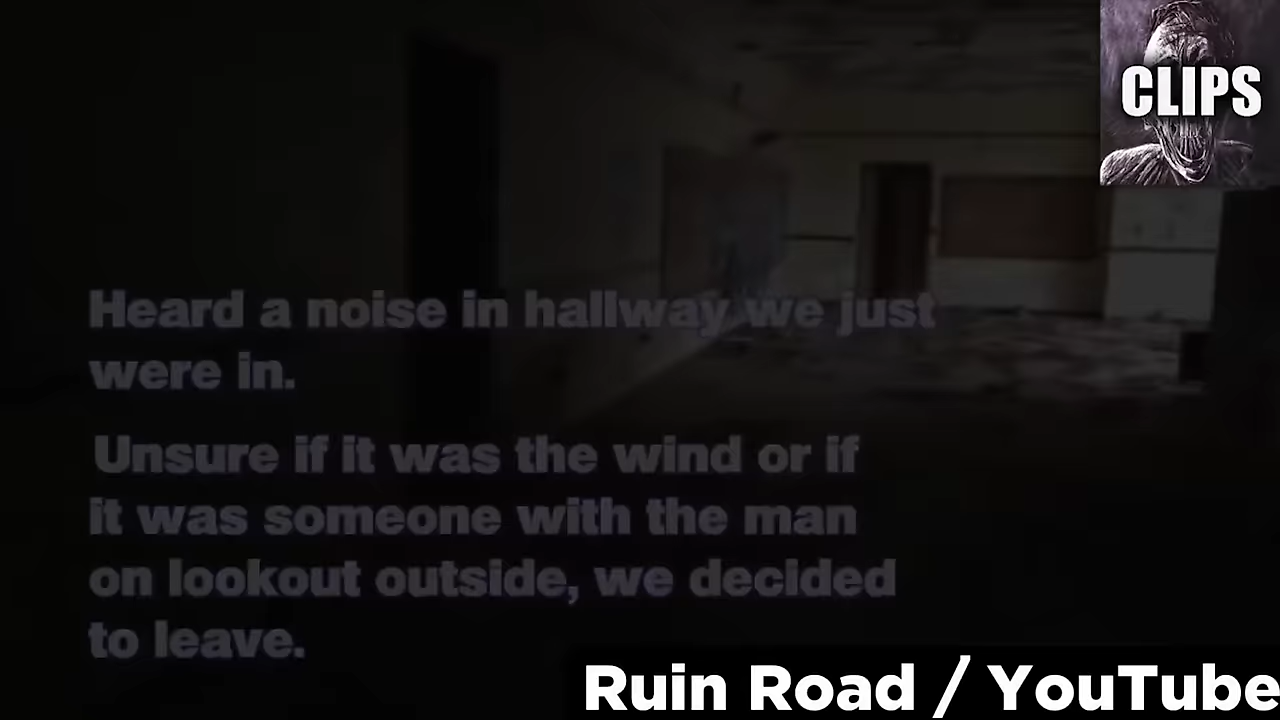 CLIPS
Heard a noise in hallway we just
were in.
Unsure if it was the wind or if
it was someone with the man
on lookout outside, we decided
to leave.
Ruin Road / YouTube